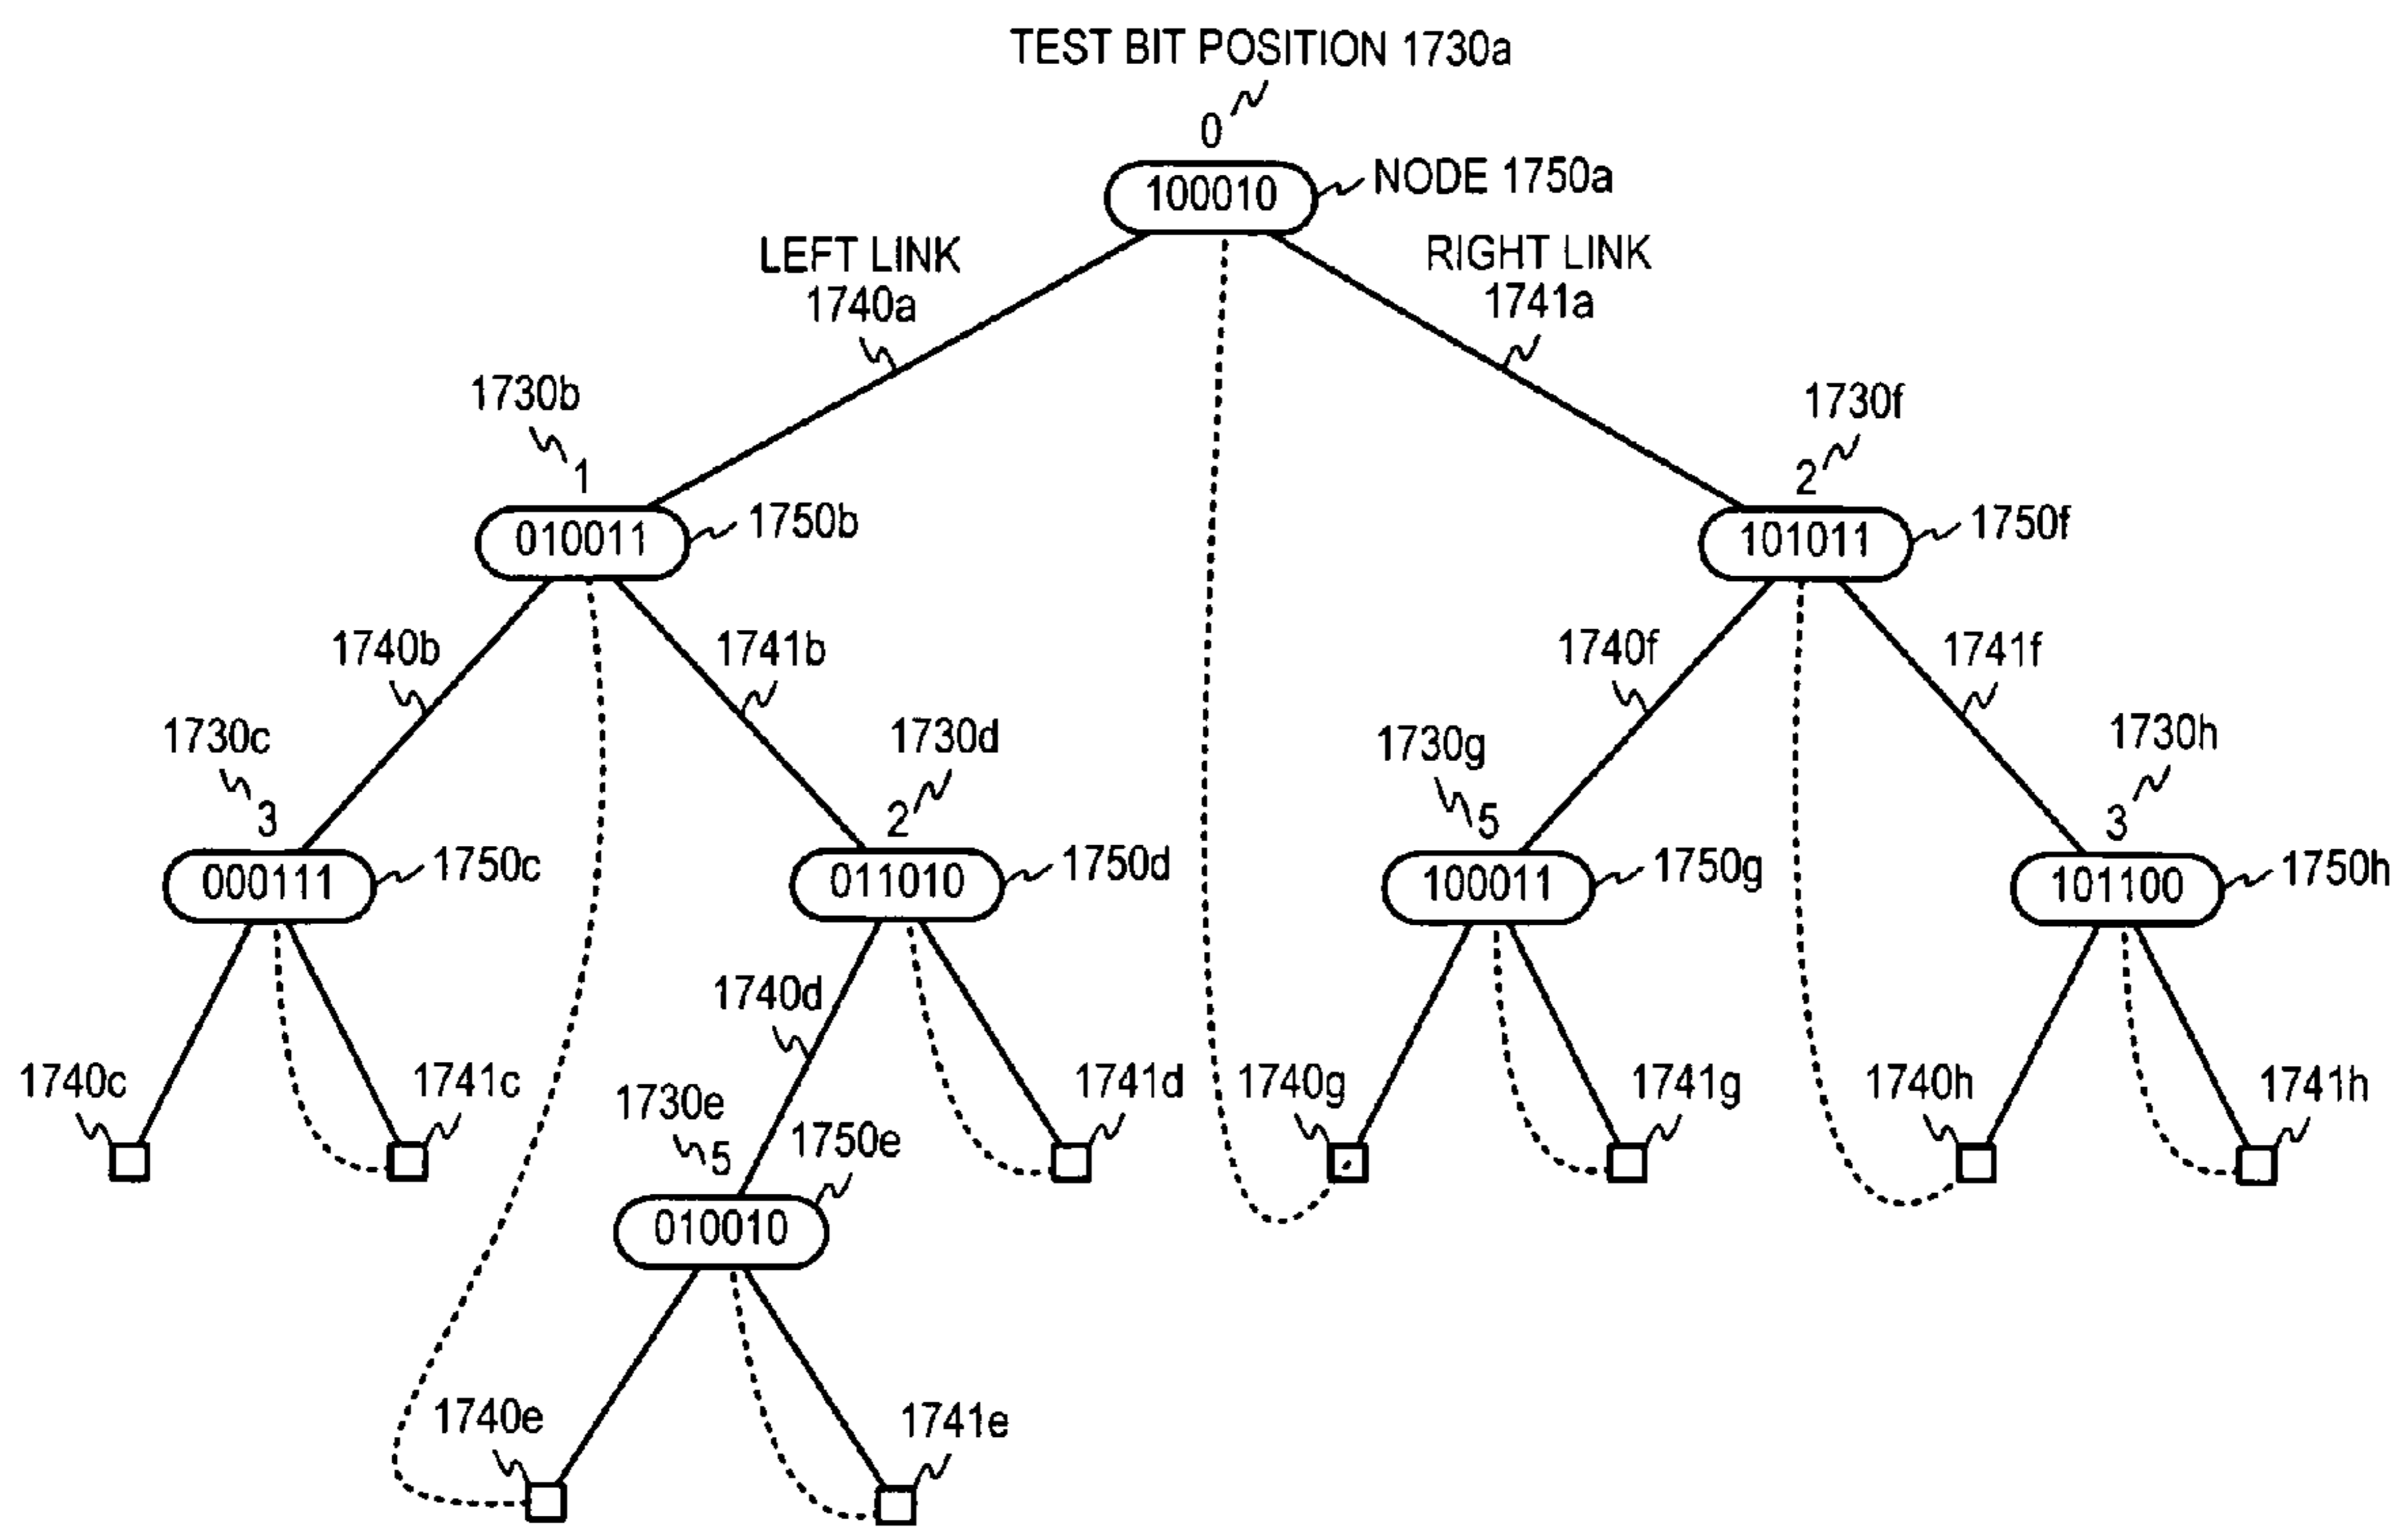 TEST BIT POSITION 1730a
0
100010
NODE 1750a
LEFT LINK
1740a
RIGHT LINK
1741a
1730b
1
010011
1750b
1730f
2
101011
1750f
1740b
1741b
1740f
1741f
1730c
3
000111
1750c
1730d
2
011010
1750d
1730g
5
100011
1750g
1730h
3
101100
1750h
1740c
1741c
1740d
1741d
1740g
1741g
1740h
1741h
1730e
5
1750e
010010
1740e
1741e